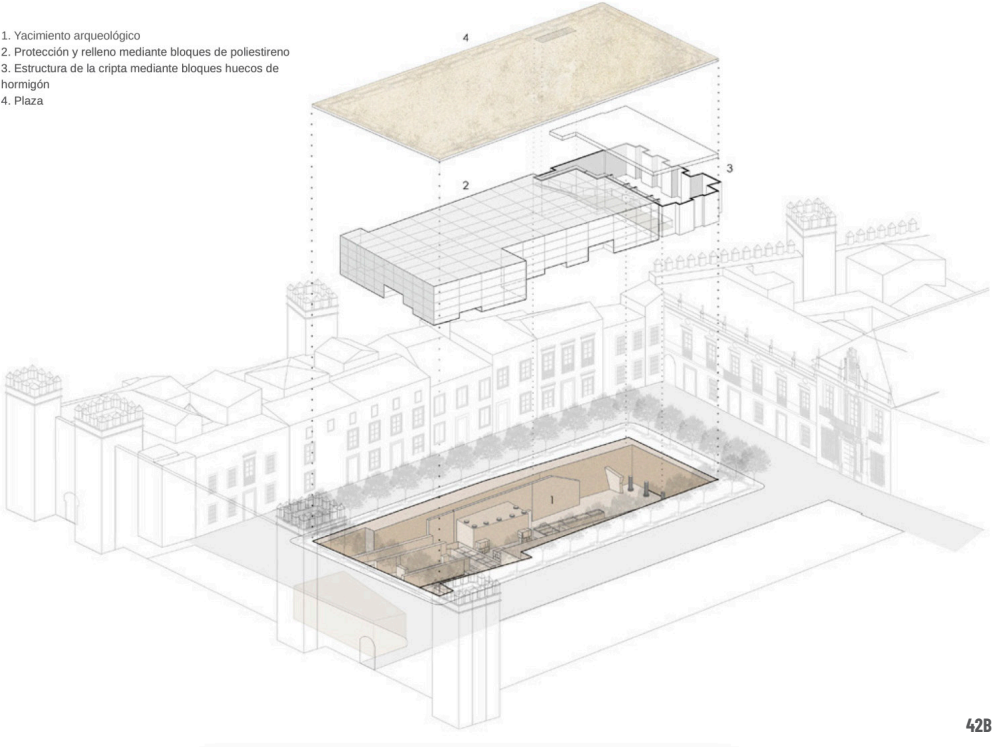 1. Yacimiento arqueológico
2. Protección y relleno mediante bloques de poliestireno
3. Estructura de la cripta mediante bloques huecos de
hormigón
4. Plaza
4
3
2
1
42B